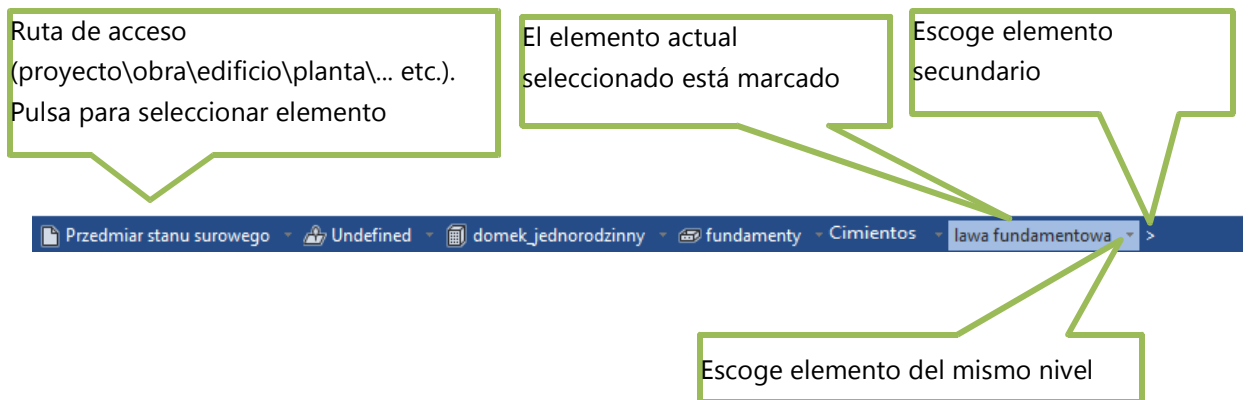 Ruta de acceso
(proyecto\obra\edificio\planta\... etc.).
Pulsa para seleccionar elemento
El elemento actual
seleccionado está marcado
Escoge elemento
secundario
Przedmiar stanu surowego Undefined domek_jednorodzinny fundamenty Cimientos lawa fundamentowa >
Escoge elemento del mismo nivel